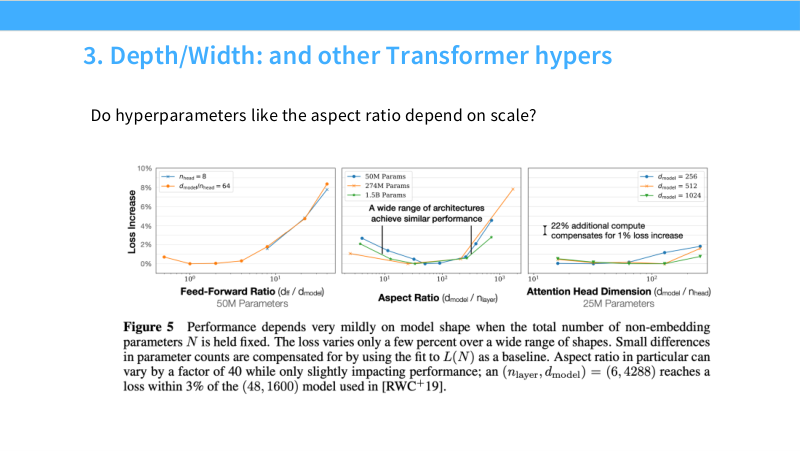 3. Depth/Width: and other Transformer hypers
Do hyperparameters like the aspect ratio depend on scale?
Loss Increase
10%
8%
6%
4%
2%
0%
n_head = 8
d_model/n_head = 64
10⁰
10¹
Feed-Forward Ratio (d_ff / d_model)
50M Parameters
50M Params
274M Params
1.5B Params
A wide range of architectures
achieve similar performance
10¹
10²
10³
Aspect Ratio (d_model / n_layer)
d_model = 256
d_model = 512
d_model = 1024
22% additional compute
compensates for 1% loss increase
10¹
10²
Attention Head Dimension (d_model / n_head)
25M Parameters
Figure 5 Performance depends very mildly on model shape when the total number of non-embedding
parameters N is held fixed. The loss varies only a few percent over a wide range of shapes. Small differences
in parameter counts are compensated for by using the fit to L(N) as a baseline. Aspect ratio in particular can
vary by a factor of 40 while only slightly impacting performance; an (n_layer, d_model) = (6, 4288) reaches a
loss within 3% of the (48, 1600) model used in [RWC⁺19].